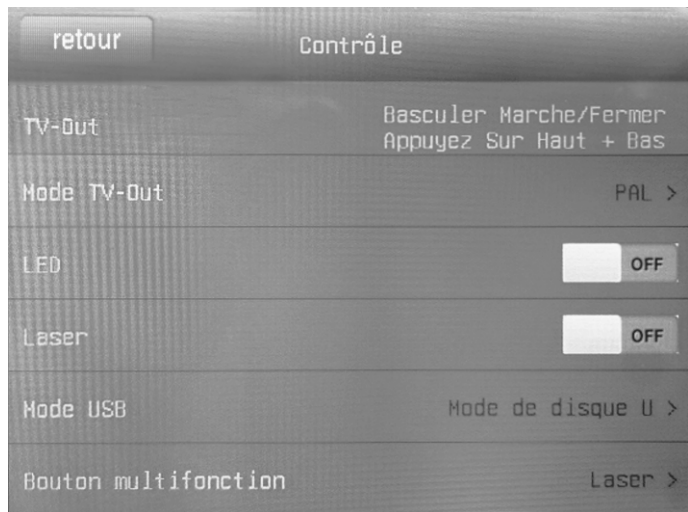 retour
Contrôle
TV-Out
Basculer Marche/Fermer
Appuyez Sur Haut + Bas
Mode TV-Out
PAL >
LED
OFF
Laser
OFF
Mode USB
Mode de disque U >
Bouton multifonction
Laser >